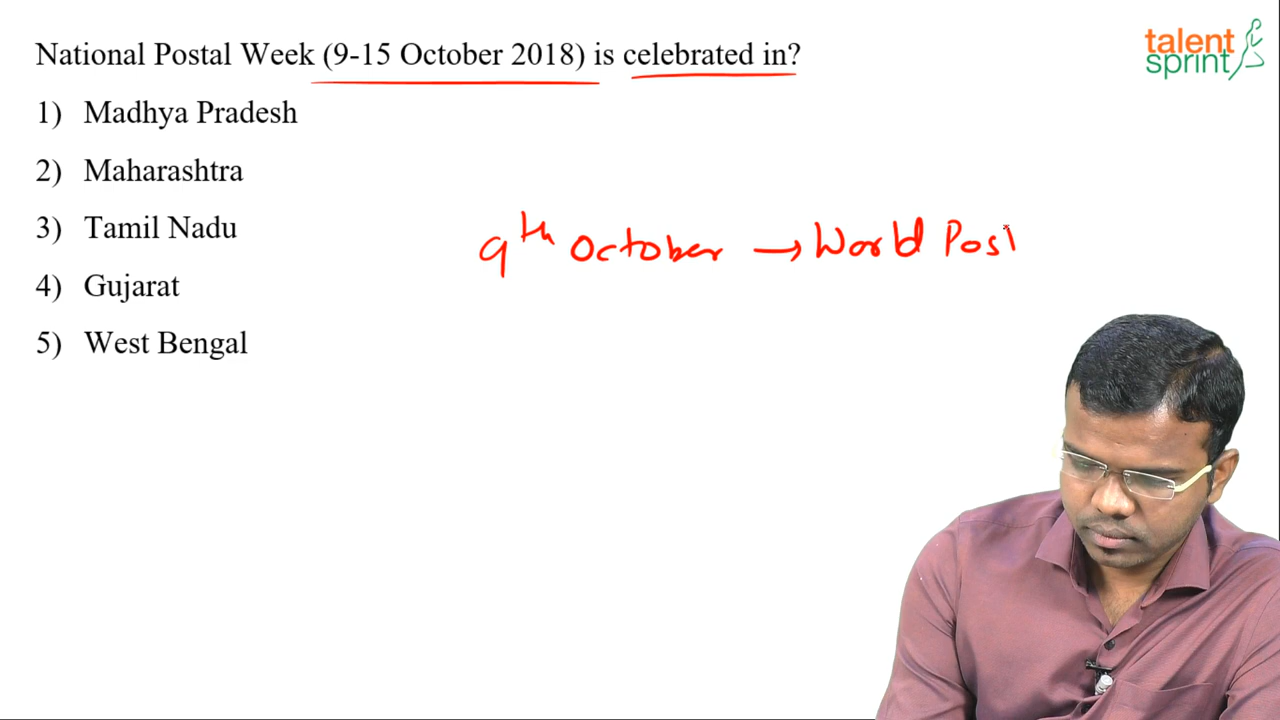 National Postal Week (9-15 October 2018) is celebrated in?
talent
sprint
1) Madhya Pradesh
2) Maharashtra
3) Tamil Nadu
4) Gujarat
5) West Bengal
9th October → World Post